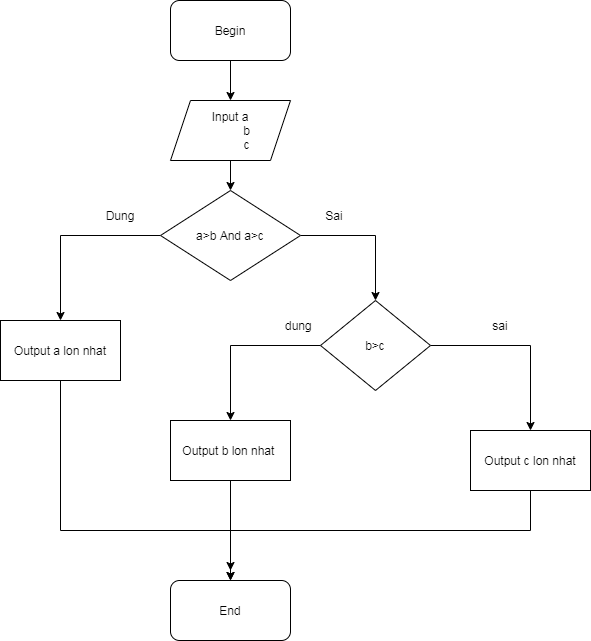 Begin
Input a
b
c
Dung
Sai
a>b And a>c
dung
sai
b>c
Output a lon nhat
Output b lon nhat
Output c lon nhat
End